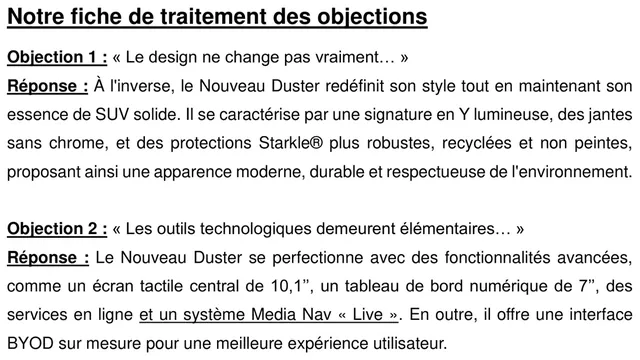 Notre fiche de traitement des objections
Objection 1 : « Le design ne change pas vraiment… »
Réponse : À l'inverse, le Nouveau Duster redéfinit son style tout en maintenant son
essence de SUV solide. Il se caractérise par une signature en Y lumineuse, des jantes
sans chrome, et des protections Starkle® plus robustes, recyclées et non peintes,
proposant ainsi une apparence moderne, durable et respectueuse de l'environnement.
Objection 2 : « Les outils technologiques demeurent élémentaires… »
Réponse : Le Nouveau Duster se perfectionne avec des fonctionnalités avancées,
comme un écran tactile central de 10,1’’, un tableau de bord numérique de 7’’, des
services en ligne et un système Media Nav « Live ». En outre, il offre une interface
BYOD sur mesure pour une meilleure expérience utilisateur.